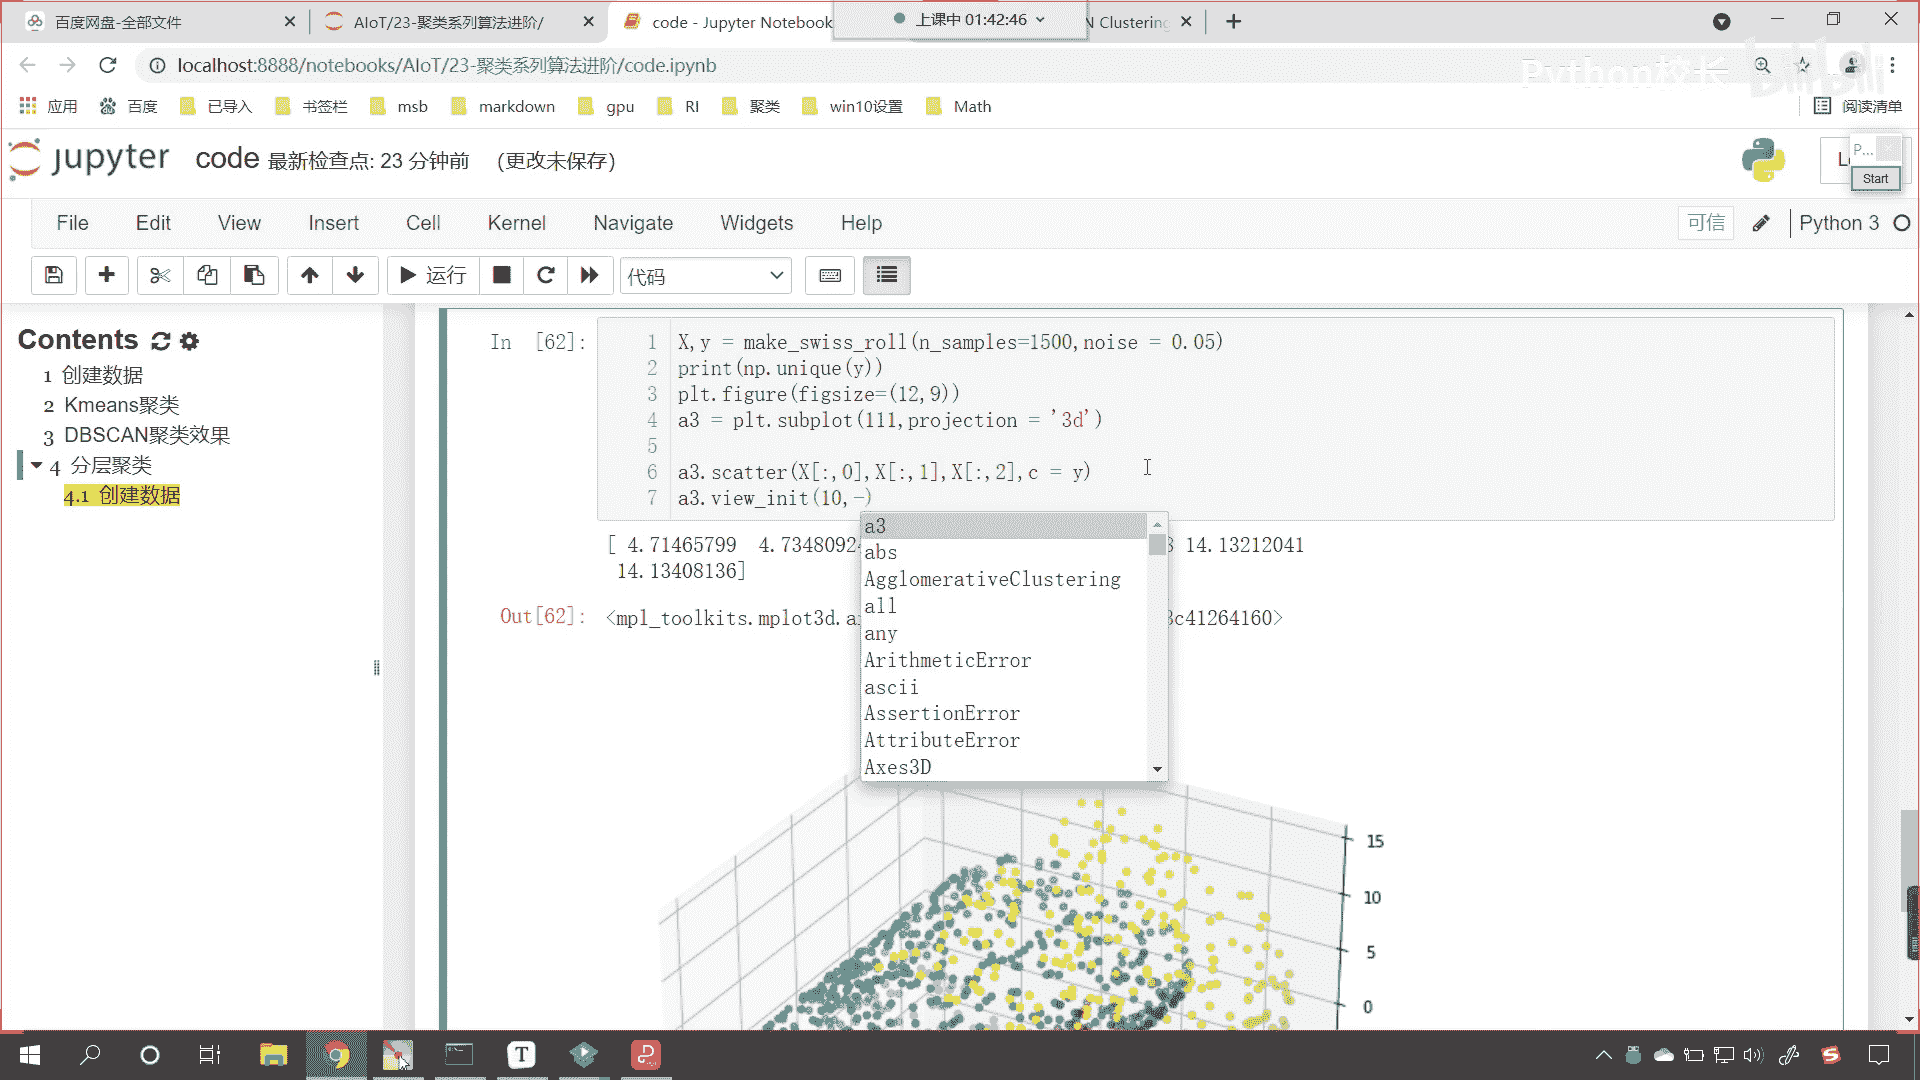 百度网盘-全部文件
AIoT/23-聚类系列算法进阶/
code - Jupyter Notebook
上课中 01:42:46
N Clustering
localhost:8888/notebooks/AIoT/23-聚类系列算法进阶/code.ipynb
Python校长
bilibili
应用
百度
已导入
书签栏
msb
markdown
gpu
RI
聚类
win10设置
Math
阅读清单
jupyter
code 最新检查点: 23 分钟前 (更改未保存)
P...
Start
File
Edit
View
Insert
Cell
Kernel
Navigate
Widgets
Help
可信
Python 3
运行
代码
Contents
1 创建数据
2 Kmeans聚类
3 DBSCAN聚类效果
4 分层聚类
4.1 创建数据
In [62]:
1 X,y = make_swiss_roll(n_samples=1500,noise = 0.05)
2 print(np.unique(y))
3 plt.figure(figsize=(12,9))
4 a3 = plt.subplot(111,projection = '3d')
5
6 a3.scatter(X[:,0],X[:,1],X[:,2],c = y)
7 a3.view_init(10,-)
[ 4.71465799 4.7348092 14.13212041
14.13408136]
Out[62]: <mpl_toolkits.mplot3d.a c41264160>
a3
abs
AgglomerativeClustering
all
any
ArithmeticError
ascii
AssertionError
AttributeError
Axes3D
15
10
5
0